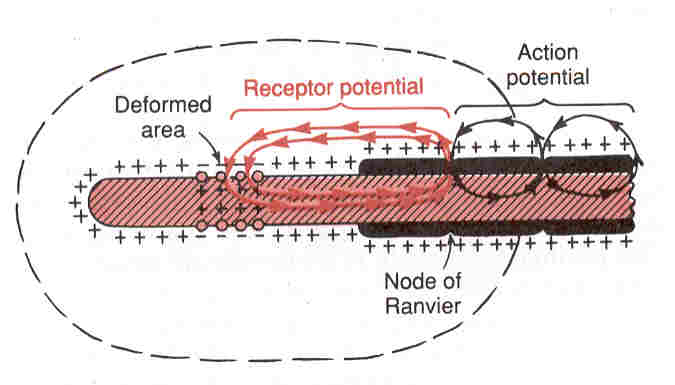 Action
potential
Receptor potential
Deformed
area
Node of
Ranvier